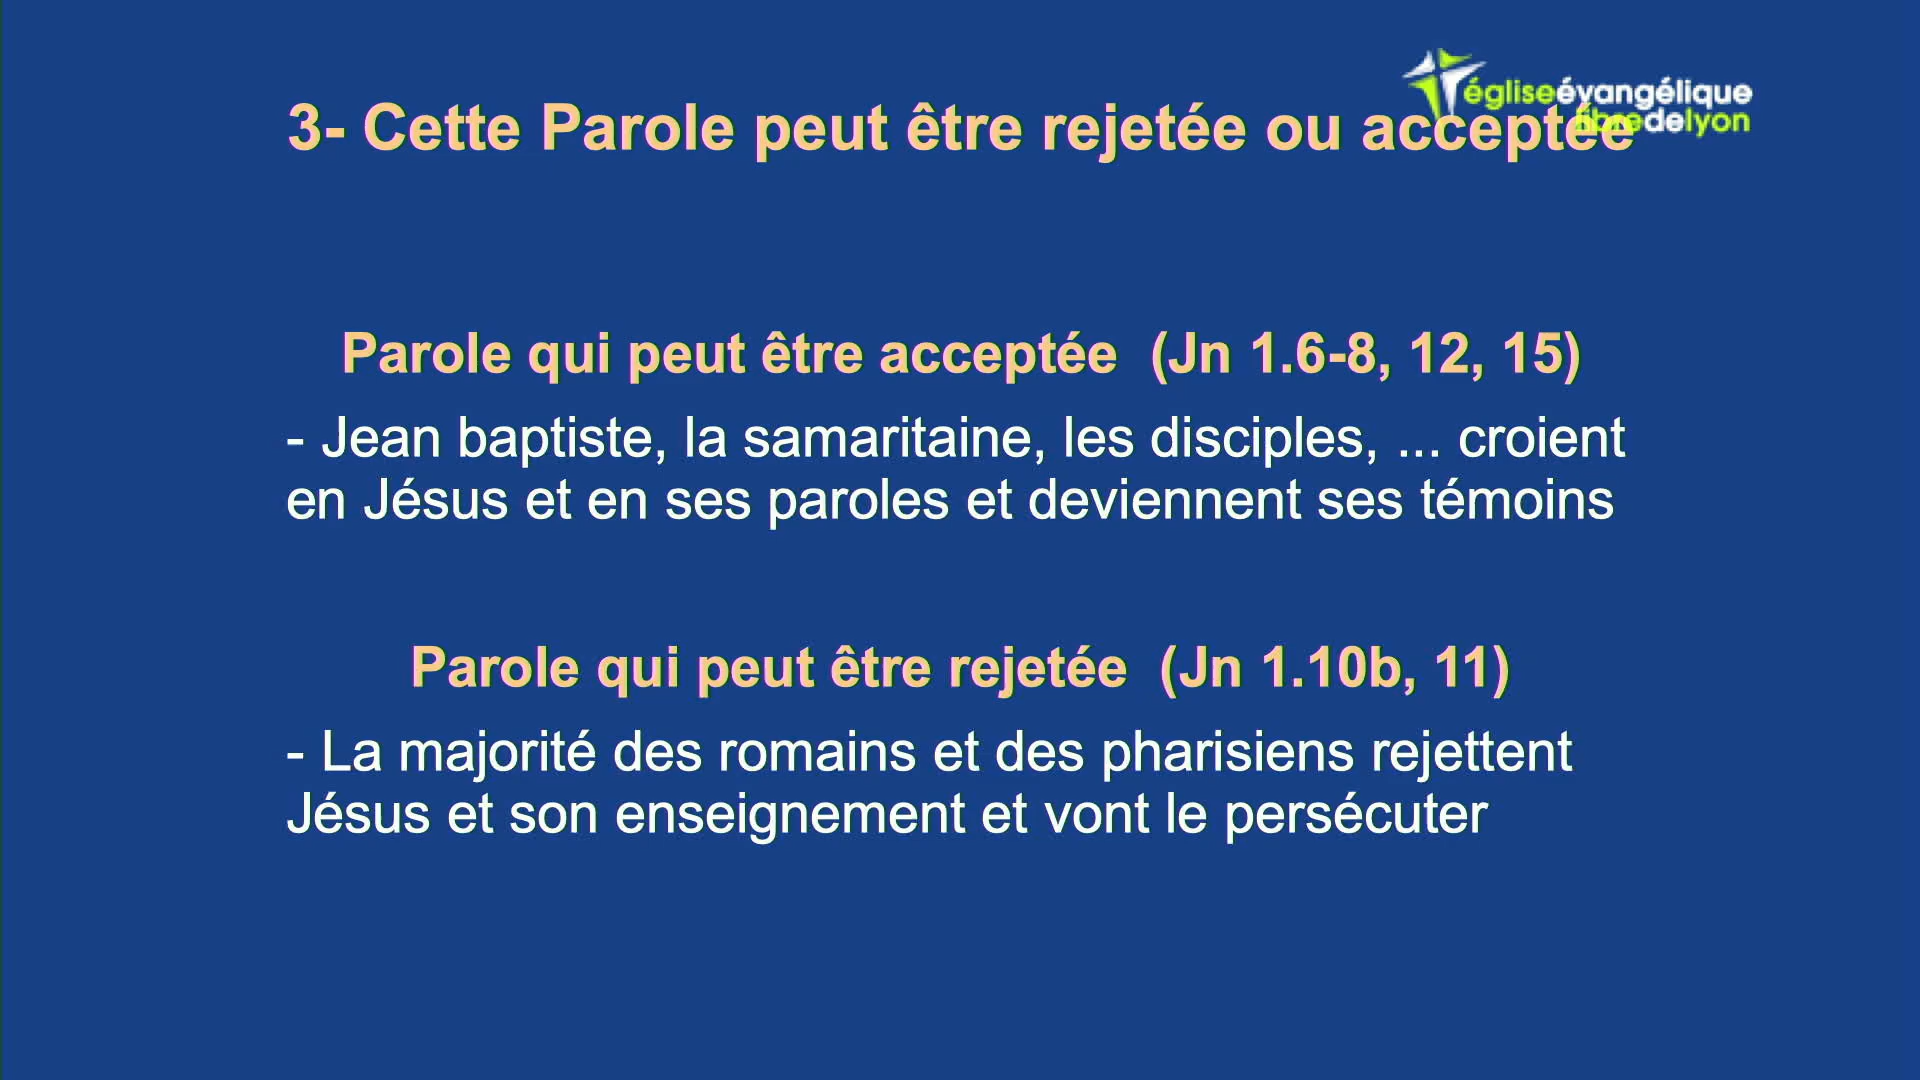 égliseévangélique
libredelyon
3- Cette Parole peut être rejetée ou acceptée
Parole qui peut être acceptée  (Jn 1.6-8, 12, 15)
- Jean baptiste, la samaritaine, les disciples, ... croient
en Jésus et en ses paroles et deviennent ses témoins
Parole qui peut être rejetée  (Jn 1.10b, 11)
- La majorité des romains et des pharisiens rejettent
Jésus et son enseignement et vont le persécuter